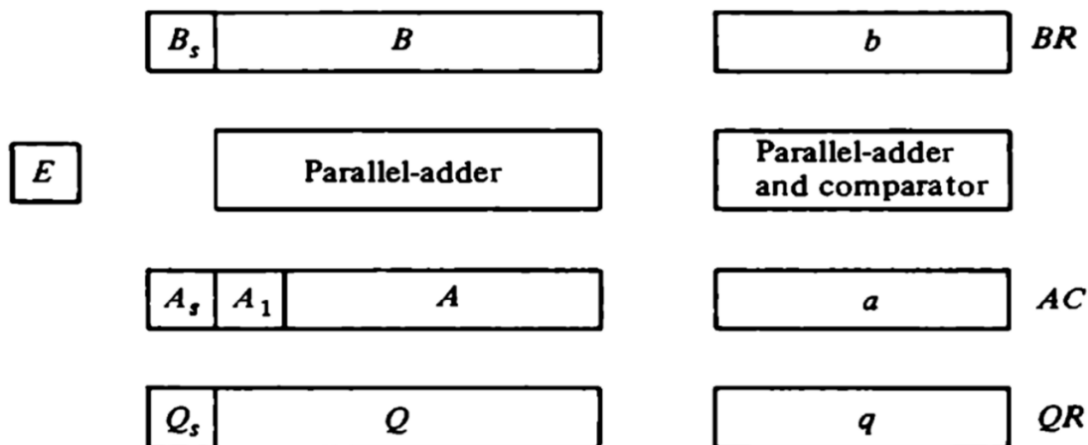 B_s B b BR
E Parallel-adder Parallel-adder
and comparator
A_s A_1 A a AC
Q_s Q q QR